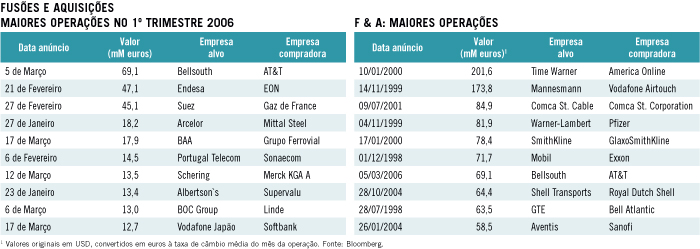 FUSÕES E AQUISIÇÕES
MAIORES OPERAÇÕES NO 1º TRIMESTRE 2006
Data anúncio Valor (mM euros) Empresa alvo Empresa compradora
5 de Março 69,1 Bellsouth AT&T
21 de Fevereiro 47,1 Endesa EON
27 de Fevereiro 45,1 Suez Gaz de France
27 de Janeiro 18,2 Arcelor Mittal Steel
17 de Março 17,9 BAA Grupo Ferrovial
6 de Fevereiro 14,5 Portugal Telecom Sonaecom
12 de Março 13,5 Schering Merck KGA A
23 de Janeiro 13,4 Albertson`s Supervalu
6 de Março 13,0 BOC Group Linde
17 de Março 12,7 Vodafone Japão Softbank
F & A: MAIORES OPERAÇÕES
Data anúncio Valor (mM euros)¹ Empresa alvo Empresa compradora
10/01/2000 201,6 Time Warner America Online
14/11/1999 173,8 Mannesmann Vodafone Airtouch
09/07/2001 84,9 Comca St. Cable Comca St. Corporation
04/11/1999 81,9 Warner-Lambert Pfizer
17/01/2000 78,4 SmithKline GlaxoSmithKline
01/12/1998 71,7 Mobil Exxon
05/03/2006 69,1 Bellsouth AT&T
28/10/2004 64,4 Shell Transports Royal Dutch Shell
28/07/1998 63,5 GTE Bell Atlantic
26/01/2004 58,5 Aventis Sanofi
¹ Valores originais em USD, convertidos em euros à taxa de câmbio média do mês da operação. Fonte: Bloomberg.